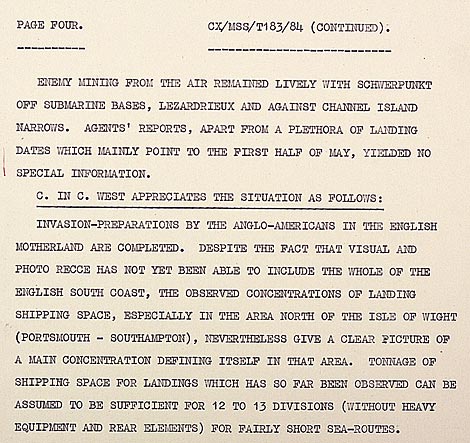 PAGE FOUR. CX/MSS/T183/84 (CONTINUED).
ENEMY MINING FROM THE AIR REMAINED LIVELY WITH SCHWERPUNKT
OFF SUBMARINE BASES, LEZARDRIEUX AND AGAINST CHANNEL ISLAND
NARROWS. AGENTS' REPORTS, APART FROM A PLETHORA OF LANDING
DATES WHICH MAINLY POINT TO THE FIRST HALF OF MAY, YIELDED NO
SPECIAL INFORMATION.
C. IN C. WEST APPRECIATES THE SITUATION AS FOLLOWS:
INVASION-PREPARATIONS BY THE ANGLO-AMERICANS IN THE ENGLISH
MOTHERLAND ARE COMPLETED. DESPITE THE FACT THAT VISUAL AND
PHOTO RECCE HAS NOT YET BEEN ABLE TO INCLUDE THE WHOLE OF THE
ENGLISH SOUTH COAST, THE OBSERVED CONCENTRATIONS OF LANDING
SHIPPING SPACE, ESPECIALLY IN THE AREA NORTH OF THE ISLE OF WIGHT
(PORTSMOUTH - SOUTHAMPTON), NEVERTHELESS GIVE A CLEAR PICTURE OF
A MAIN CONCENTRATION DEFINING ITSELF IN THAT AREA. TONNAGE OF
SHIPPING SPACE FOR LANDINGS WHICH HAS SO FAR BEEN OBSERVED CAN BE
ASSUMED TO BE SUFFICIENT FOR 12 TO 13 DIVISIONS (WITHOUT HEAVY
EQUIPMENT AND REAR ELEMENTS) FOR FAIRLY SHORT SEA-ROUTES.